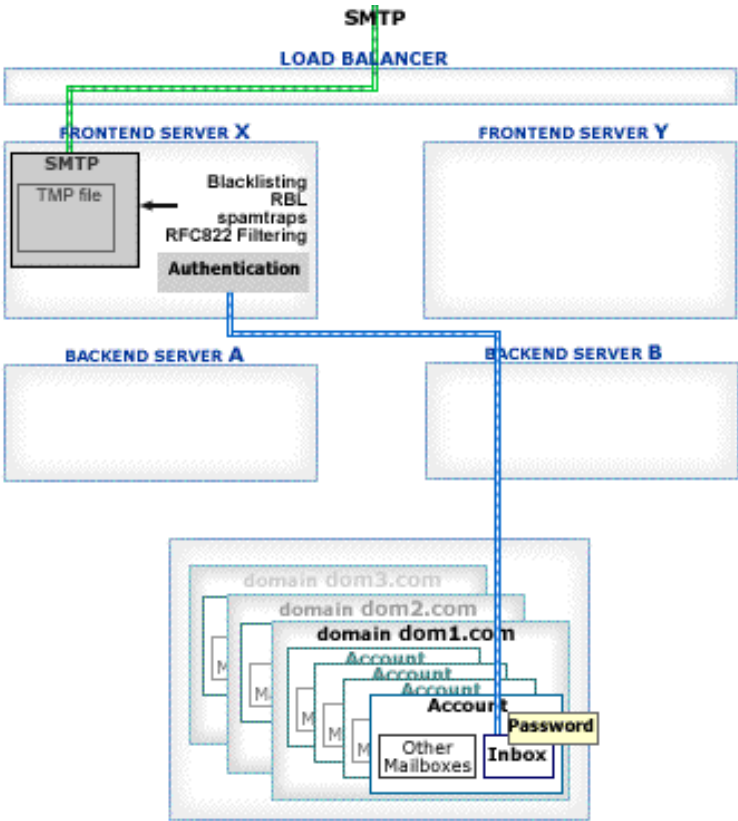 SMTP
LOAD BALANCER
FRONTEND SERVER X
FRONTEND SERVER Y
SMTP
TMP file
Blacklisting
RBL
spamtraps
RFC822 Filtering
Authentication
BACKEND SERVER A
BACKEND SERVER B
domain dom3.com
domain dom2.com
domain dom1.com
Account
Account
Account
Account
Password
M
M
M
M
M
Other
Mailboxes
Inbox